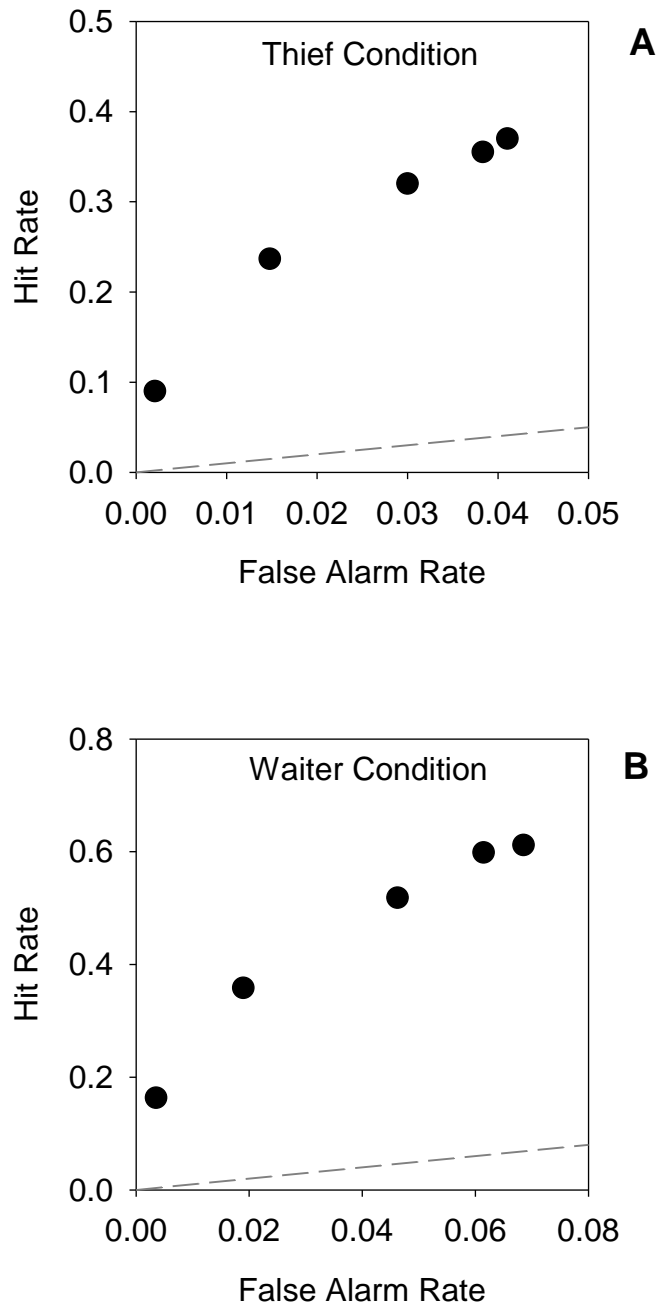 A
Thief Condition
0.5
0.4
0.3
0.2
0.1
0.0
Hit Rate
0.00 0.01 0.02 0.03 0.04 0.05
False Alarm Rate
B
Waiter Condition
0.8
0.6
0.4
0.2
0.0
Hit Rate
0.00 0.02 0.04 0.06 0.08
False Alarm Rate